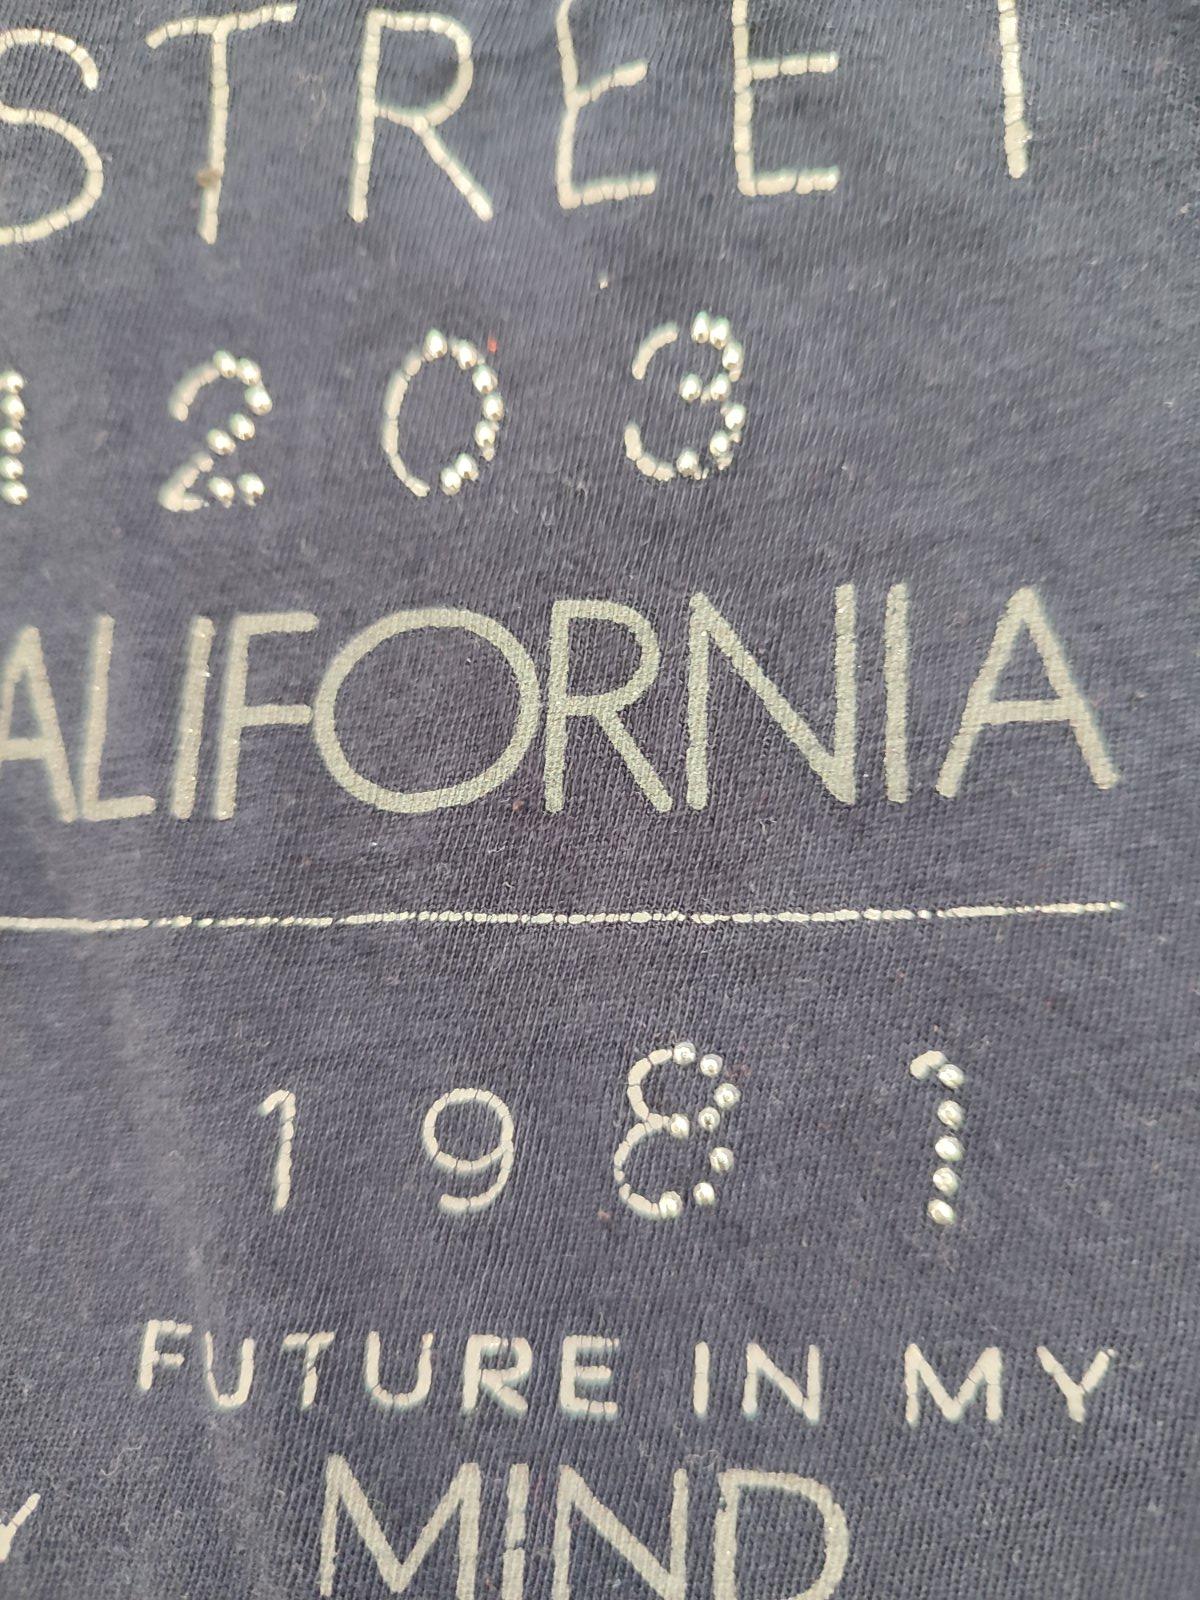 STREET
1203
ALIFORNIA
1981
FUTURE IN MY
Y MIND